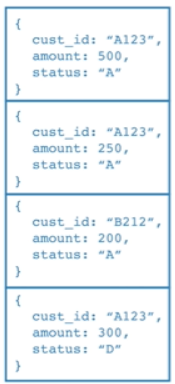 {
cust_id: “A123”,
amount: 500,
status: “A”
}
{
cust_id: “A123”,
amount: 250,
status: “A”
}
{
cust_id: “B212”,
amount: 200,
status: “A”
}
{
cust_id: “A123”,
amount: 300,
status: “D”
}